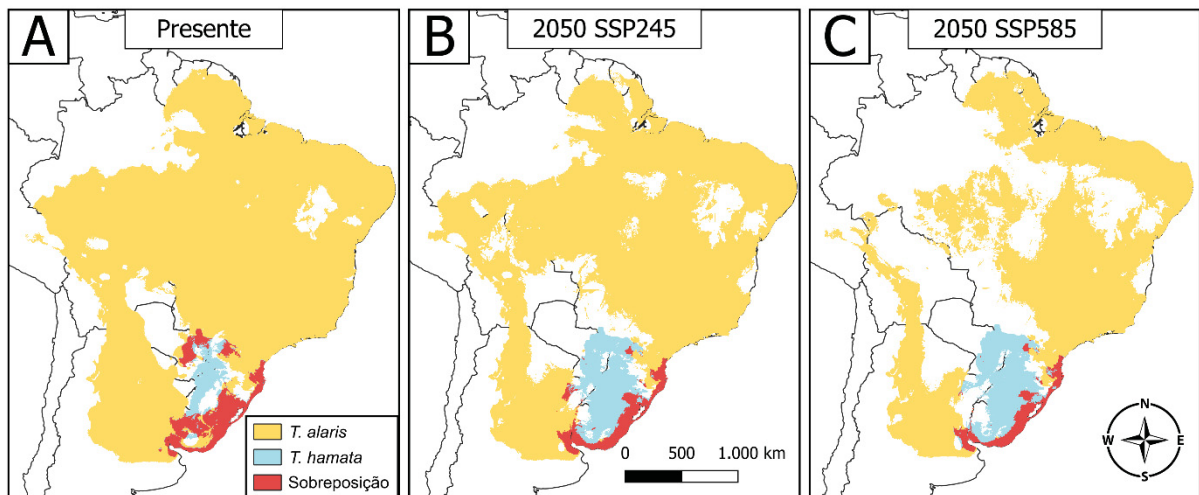 A
Presente
B
2050 SSP245
C
2050 SSP585
T. alaris
T. hamata
Sobreposição
0 500 1.000 km
N
W E
S